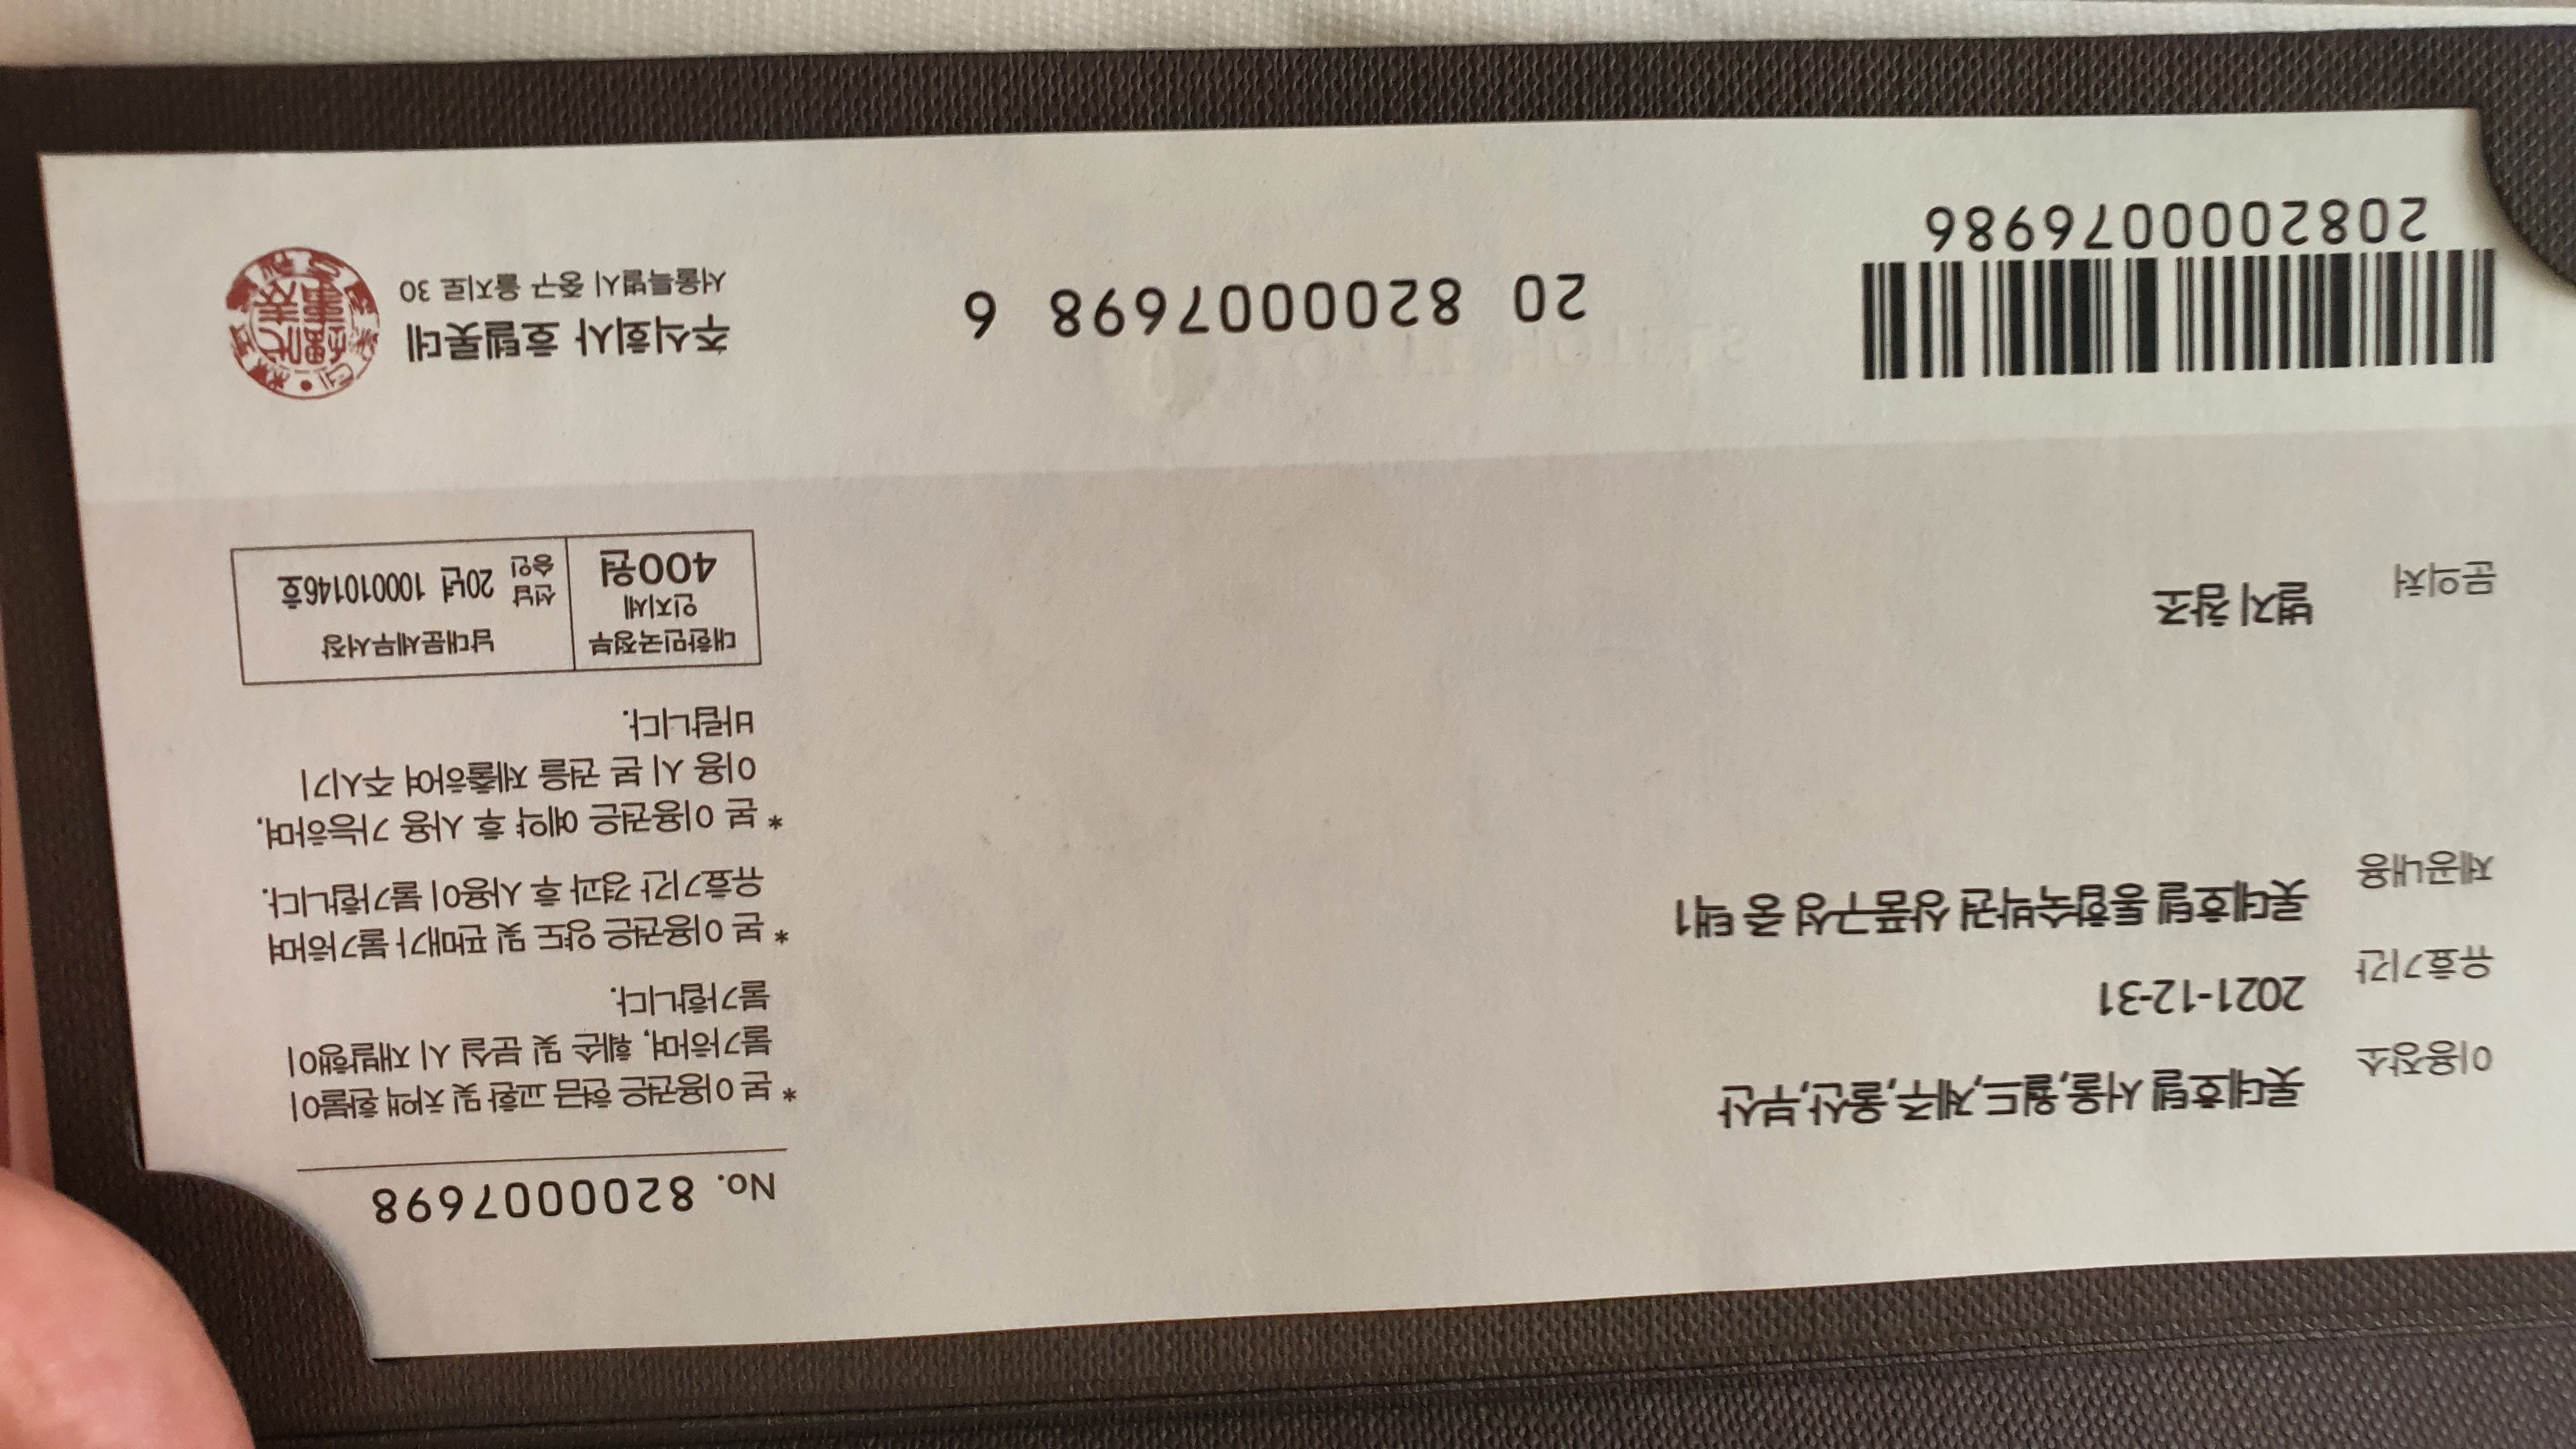 No. 8200007698
이용장소 롯데호텔 서울,월드,제주,울산,부산
유효기간 2021-12-31
제공내용 롯데호텔 통합숙박권 상품구성 중 택1
문의처 별지 참조
* 본 이용권은 현금 교환 및 차액 환불이
불가하며, 훼손 및 분실 시 재발행이
불가합니다.
* 본 이용권은 양도 및 판매가 불가하며
유효기간 경과 후 사용이 불가합니다.
* 본 이용권은 예약 후 사용 가능하며,
이용 시 본 권을 제출하여 주시기
바랍니다.
대한민국정부
인지세
400원
남대문세무서장
선납
승인
20년 100010146호
2082000076986
20 8200007698 6
주식회사 호텔롯데
서울특별시 중구 을지로 30